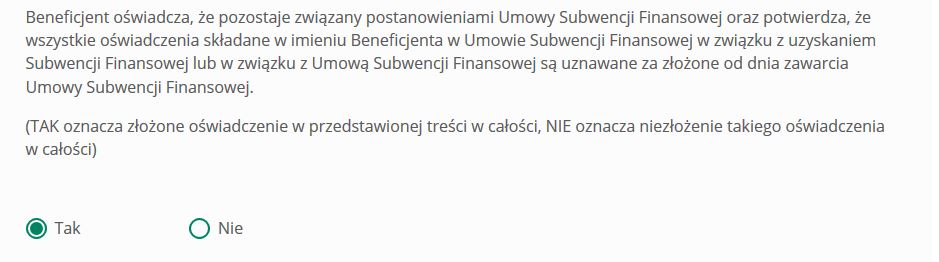 Beneficjent oświadcza, że pozostaje związany postanowieniami Umowy Subwencji Finansowej oraz potwierdza, że
wszystkie oświadczenia składane w imieniu Beneficjenta w Umowie Subwencji Finansowej w związku z uzyskaniem
Subwencji Finansowej lub w związku z Umową Subwencji Finansowej są uznawane za złożone od dnia zawarcia
Umowy Subwencji Finansowej.
(TAK oznacza złożone oświadczenie w przedstawionej treści w całości, NIE oznacza niezłożenie takiego oświadczenia
w całości)
Tak Nie